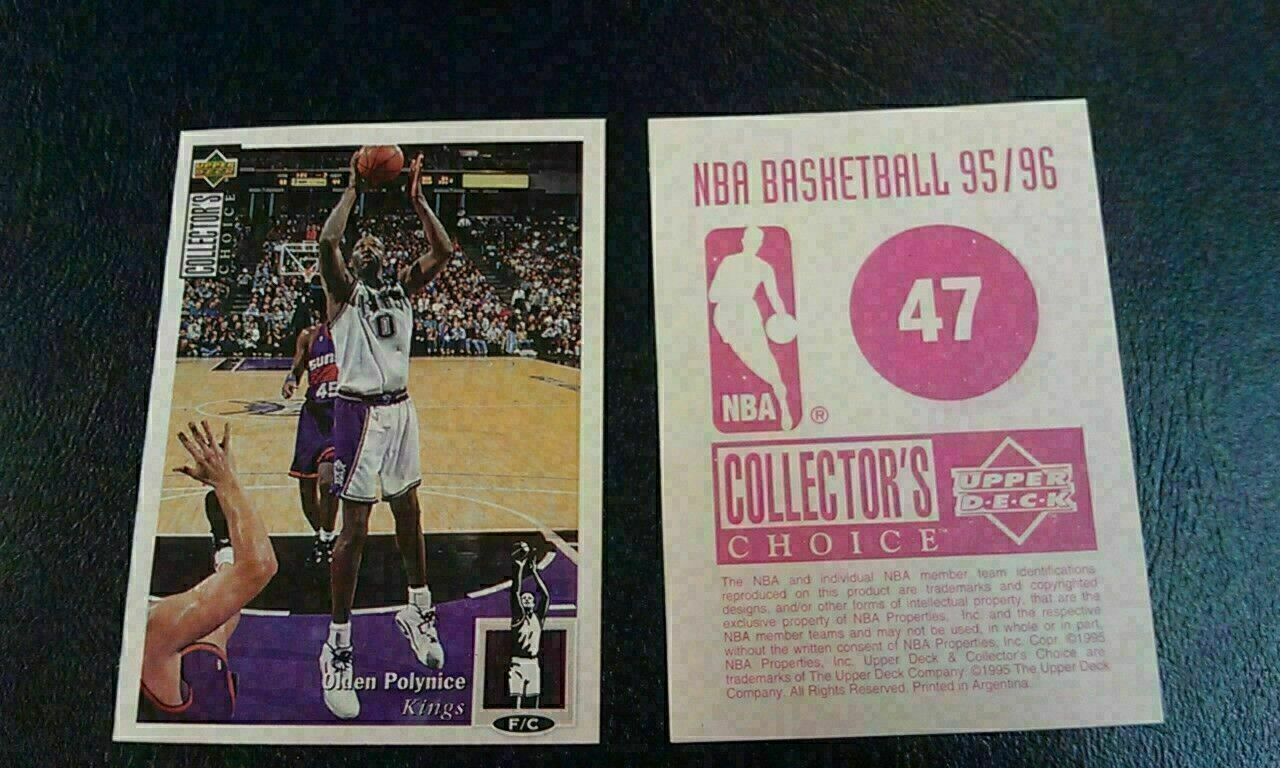 UPPER
DECK
COLLECTOR'S
CHOICE
0
SUNS
45
Olden Polynice
Kings
F/C
NBA BASKETBALL 95/96
47
NBA ®
COLLECTOR'S
CHOICE™
UPPER
D•E•C•K
The NBA and individual NBA member team identifications
reproduced on this product are trademarks and copyrighted
designs, and/or other forms of intellectual property, that are the
exclusive property of NBA Properties, Inc. and the respective
NBA member teams and may not be used, in whole or in part,
without the written consent of NBA Properties, Inc. Copr. ©1995
NBA Properties, Inc. Upper Deck & Collector's Choice are
trademarks of The Upper Deck Company. ©1995 The Upper Deck
Company. All Rights Reserved. Printed in Argentina.